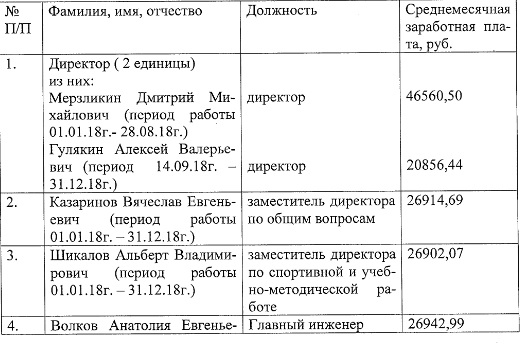 № Фамилия, имя, отчество Должность Среднемесячная
П/П заработная пла-
та, руб.
1. Директор ( 2 единицы)
из них:
Мерзликин Дмитрий Ми- директор 46560,50
хайлович (период работы
01.01.18г.- 28.08.18г.)
Гулякин Алексей Валерье- директор 20856,44
вич (период 14.09.18г. –
31.12.18г.)
2. Казаринов Вячеслав Евгень- заместитель директора 26914,69
евич (период работы по общим вопросам
01.01.18г. – 31.12.18г.)
3. Шикалов Альберт Владими- заместитель директора 26902,07
рович (период работы по спортивной и учеб-
01.01.18г. – 31.12.18г.) но-методической ра-
боте
4. Волков Анатолия Евгенье- Главный инженер 26942,99